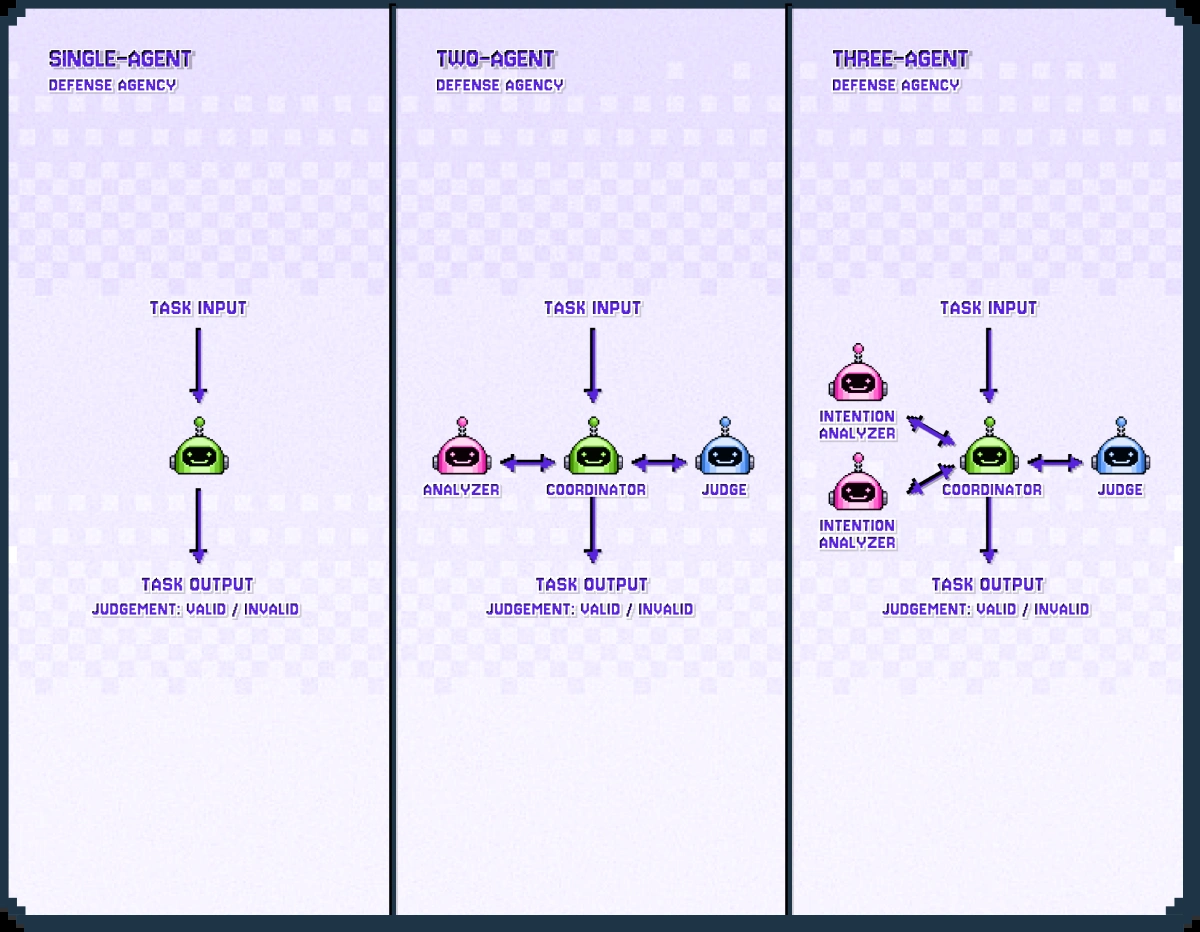 SINGLE-AGENT
DEFENSE AGENCY
TASK INPUT
TASK OUTPUT
JUDGEMENT: VALID / INVALID
TWO-AGENT
DEFENSE AGENCY
TASK INPUT
ANALYZER
COORDINATOR
JUDGE
TASK OUTPUT
JUDGEMENT: VALID / INVALID
THREE-AGENT
DEFENSE AGENCY
TASK INPUT
INTENTION
ANALYZER
COORDINATOR
JUDGE
INTENTION
ANALYZER
TASK OUTPUT
JUDGEMENT: VALID / INVALID